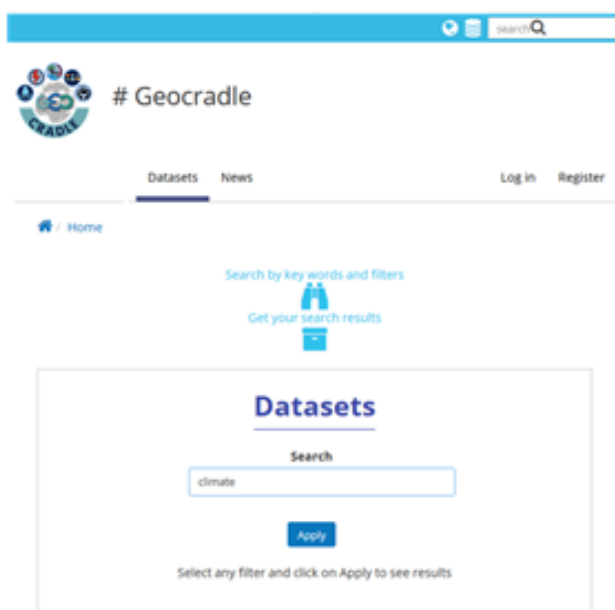 search
CRADLE
# Geocradle
Datasets News Log in Register
/ Home
Search by key words and filters
Get your search results
Datasets
Search
climate
Apply
Select any filter and click on Apply to see results